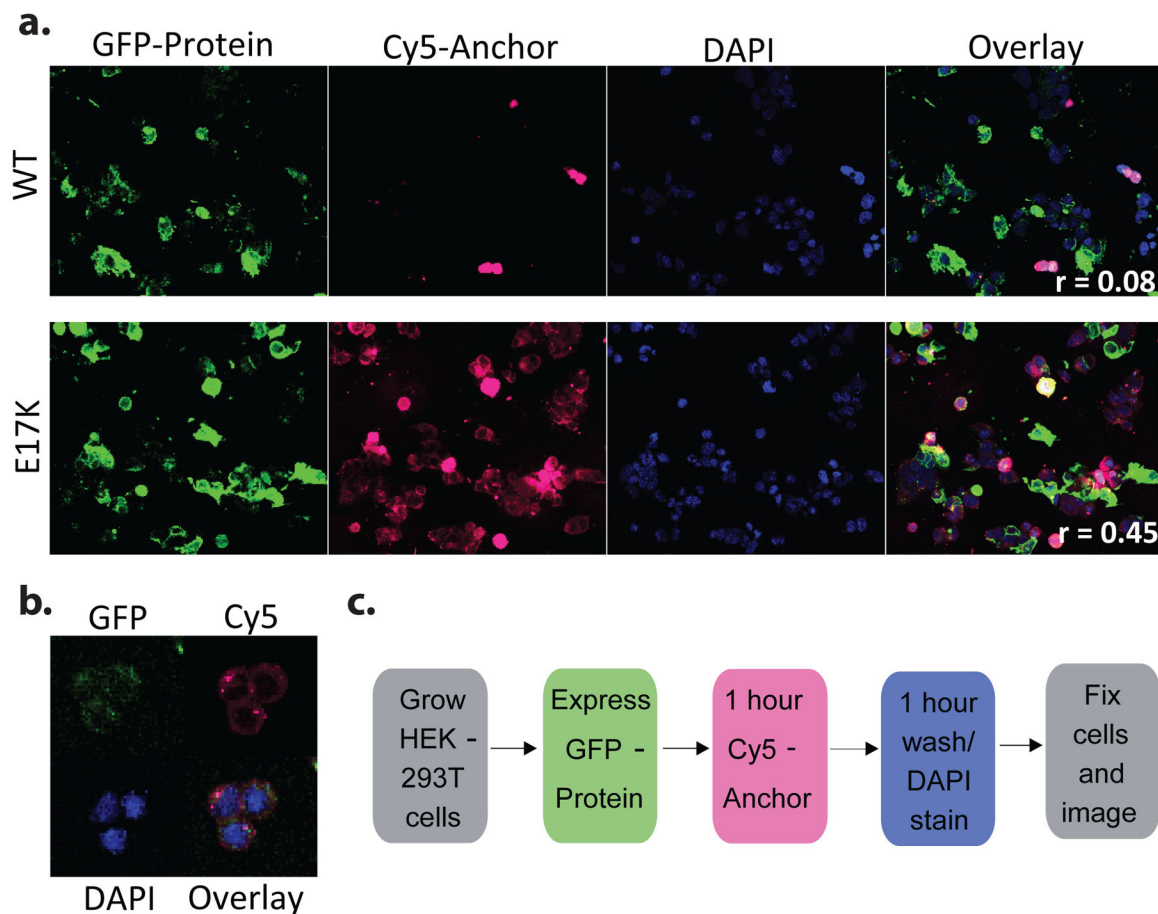 a.
GFP-Protein Cy5-Anchor DAPI Overlay
WT
r = 0.08
E17K
r = 0.45
b.
GFP Cy5
DAPI Overlay
c.
Grow
HEK -
293T
cells
Express
GFP -
Protein
1 hour
Cy5 -
Anchor
1 hour
wash/
DAPI
stain
Fix
cells
and
image